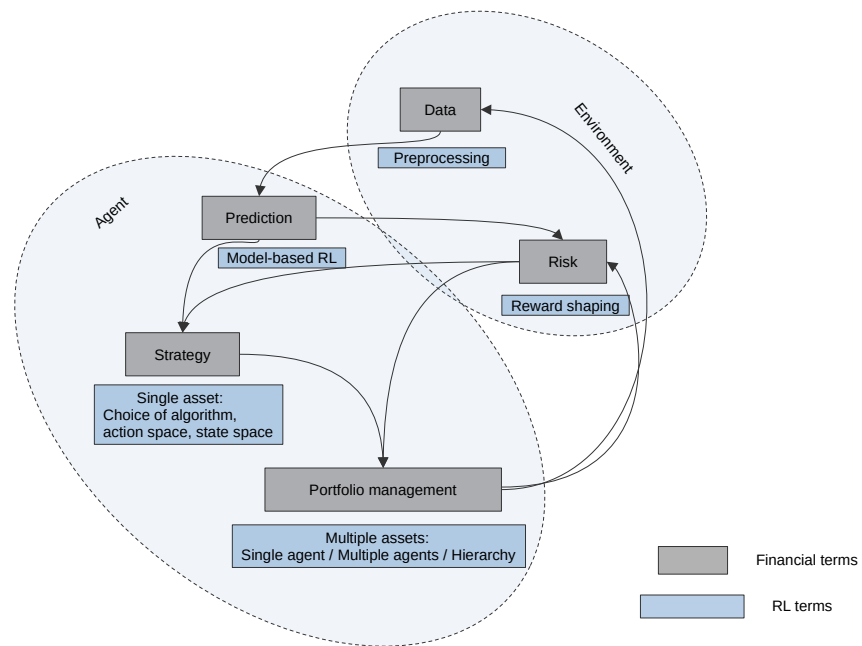 Data
Environment
Preprocessing
Agent
Prediction
Model-based RL
Risk
Reward shaping
Strategy
Single asset:
Choice of algorithm,
action space, state space
Portfolio management
Multiple assets:
Single agent / Multiple agents / Hierarchy
Financial terms
RL terms